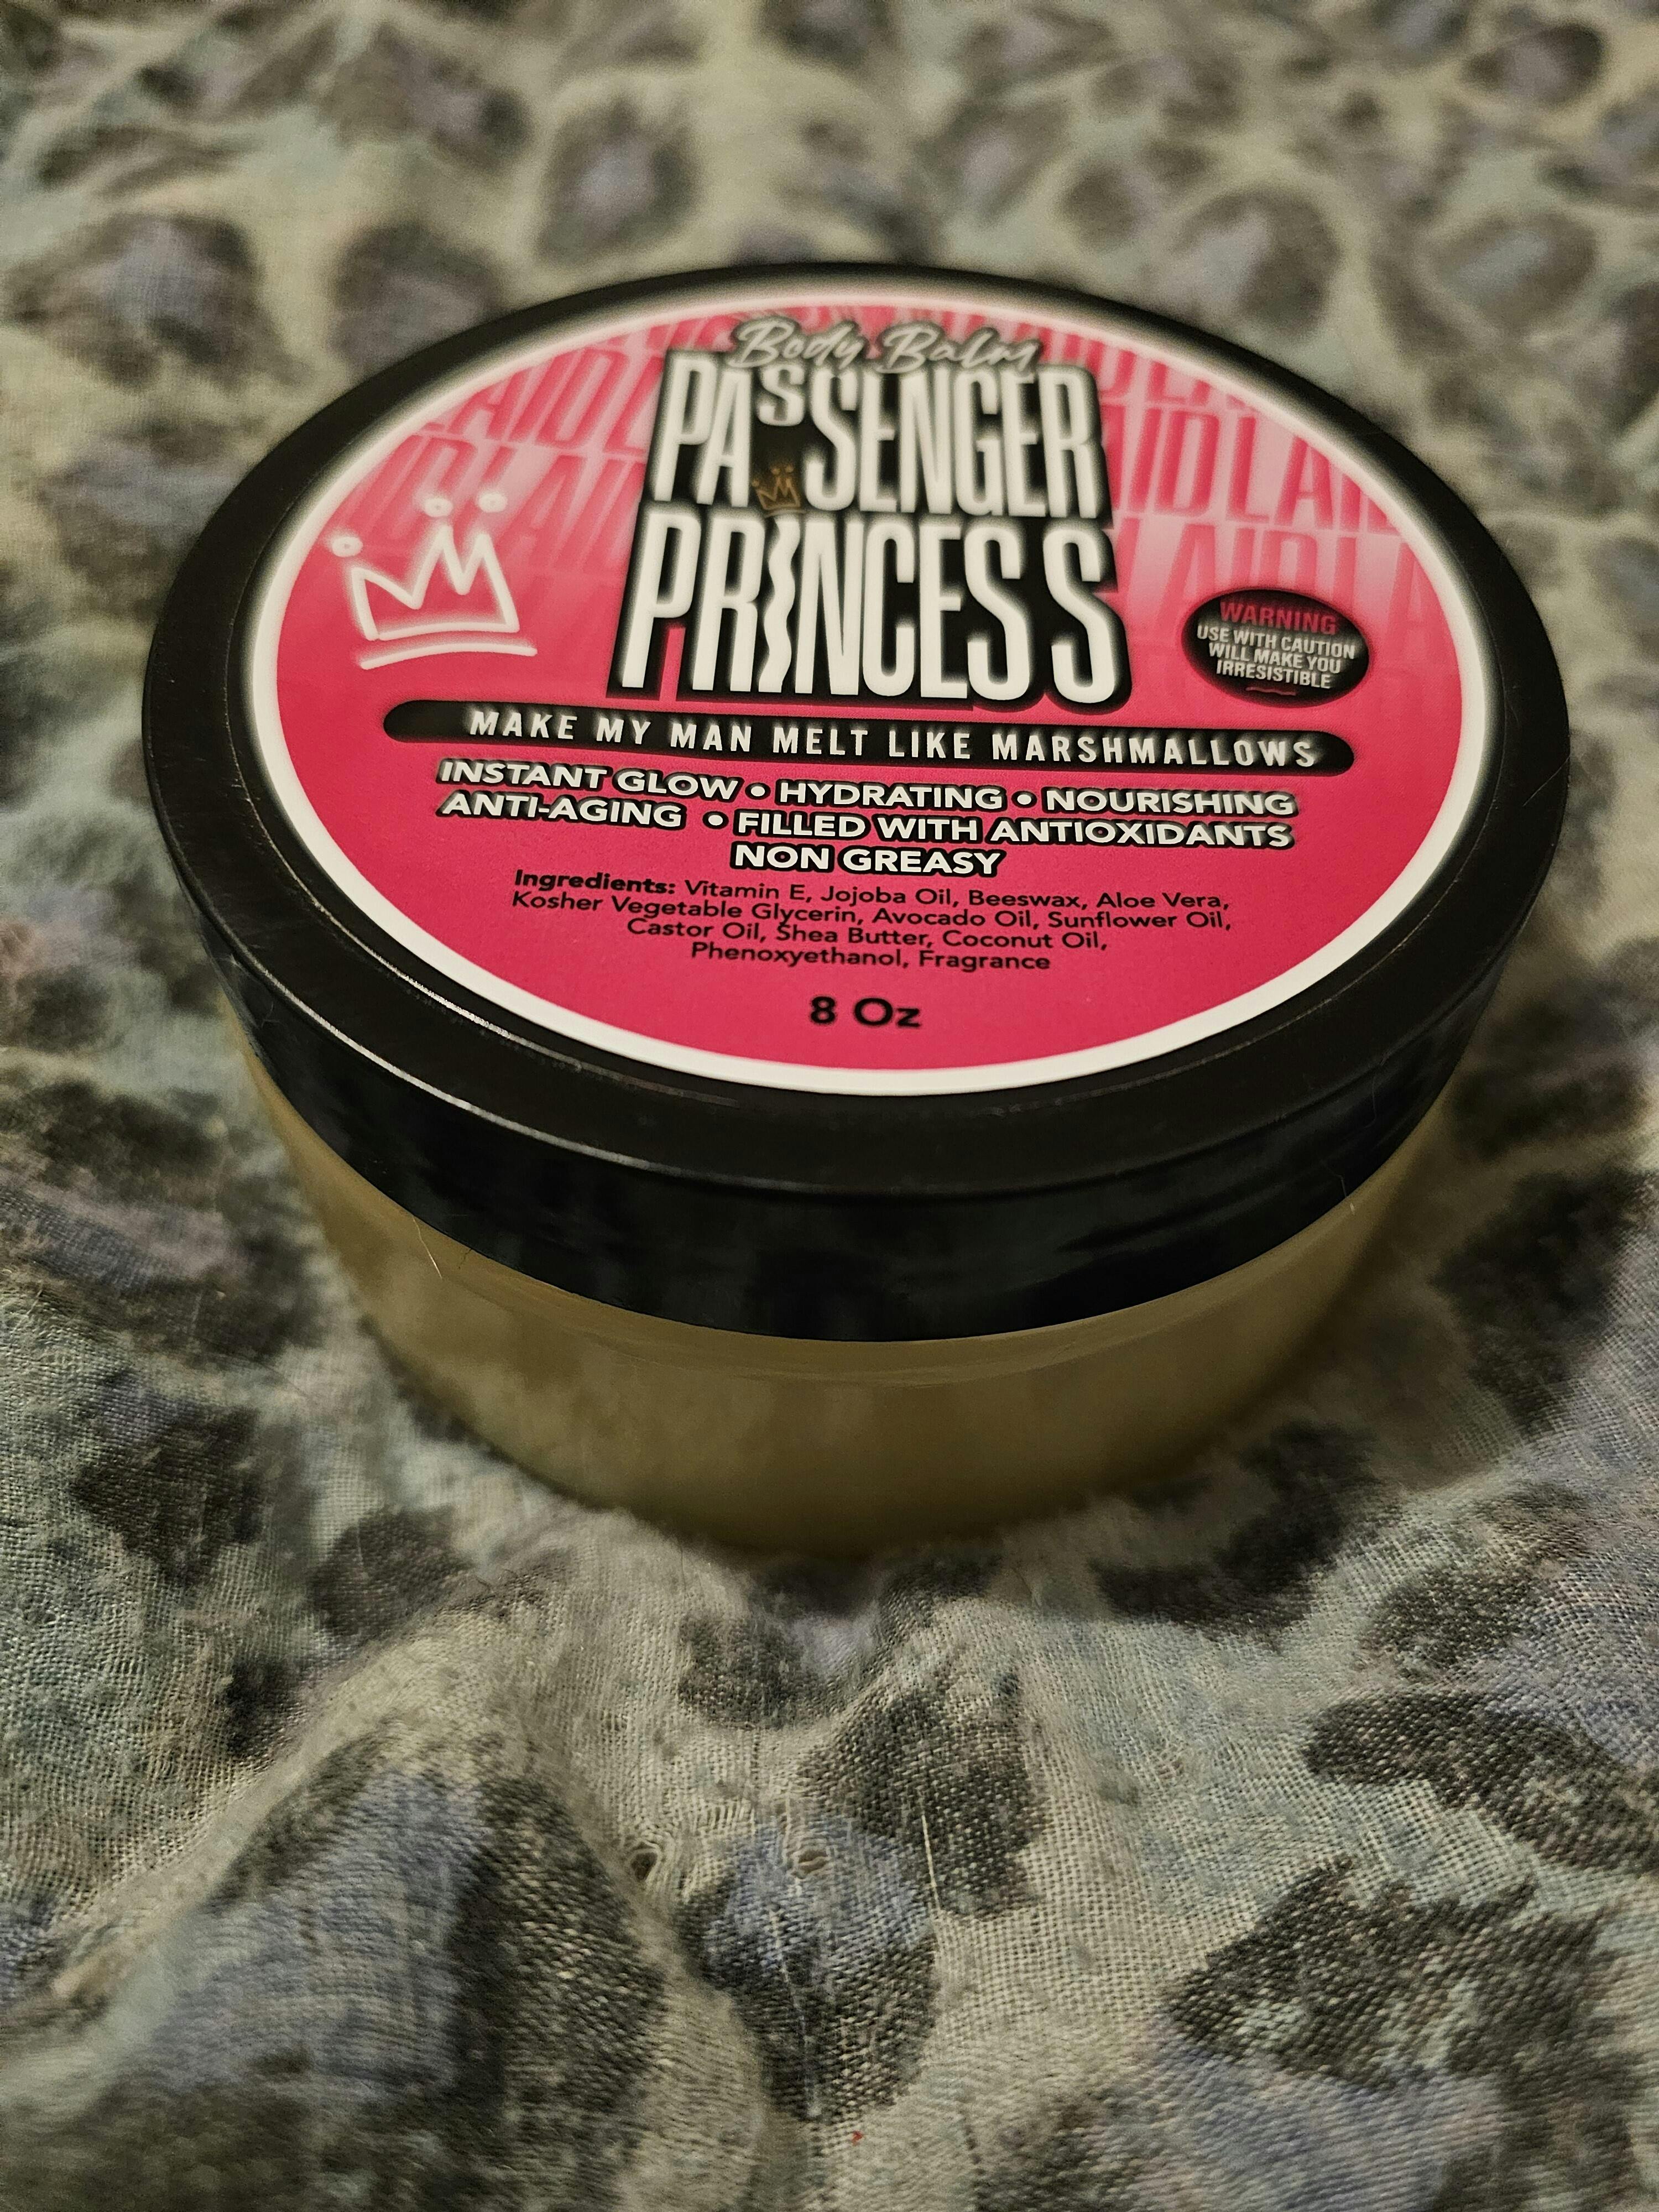 Body Balm
PASSENGER
PRINCESS
WARNING
USE WITH CAUTION
WILL MAKE YOU
IRRESISTIBLE
MAKE MY MAN MELT LIKE MARSHMALLOWS
INSTANT GLOW • HYDRATING • NOURISHING
ANTI-AGING • FILLED WITH ANTIOXIDANTS
NON GREASY
Ingredients: Vitamin E, Jojoba Oil, Beeswax, Aloe Vera,
Kosher Vegetable Glycerin, Avocado Oil, Sunflower Oil,
Castor Oil, Shea Butter, Coconut Oil,
Phenoxyethanol, Fragrance
8 Oz